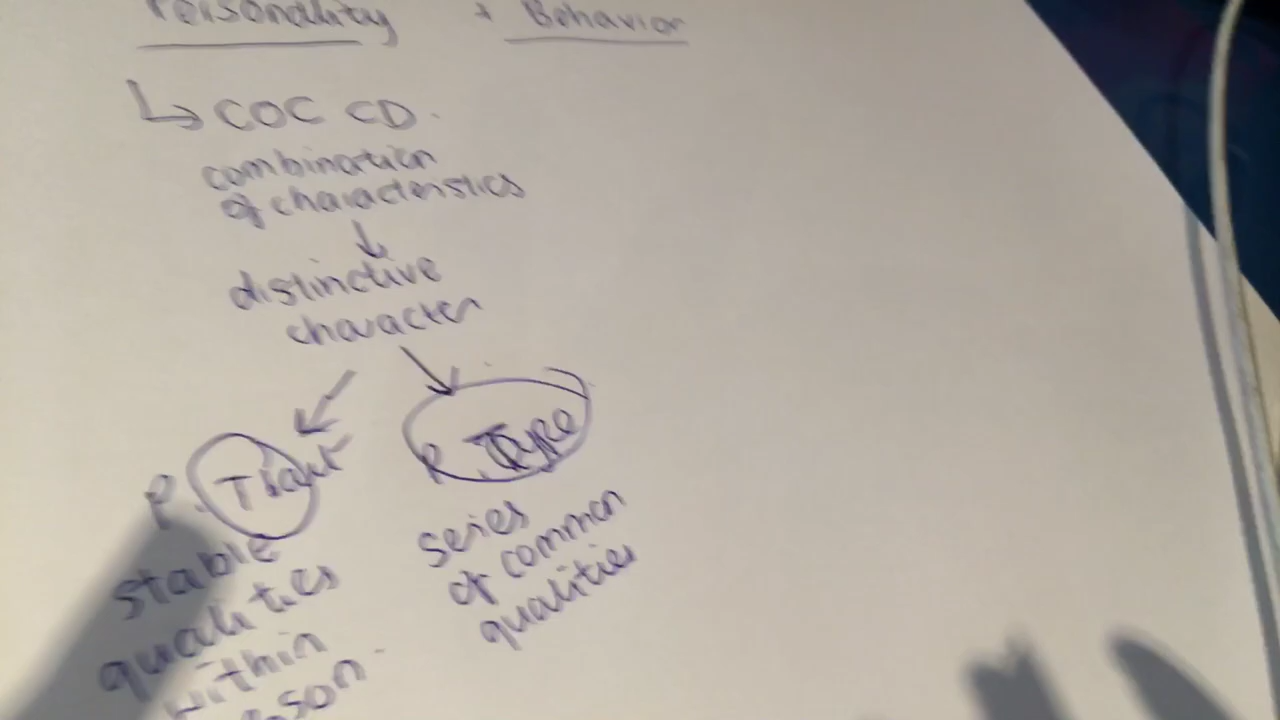 Personality + Behavior
↳ COC CD.
combination
of characteristics
↓
distinctive
character
P. Trait
stable
qualities
within
P. Type
series
of common
qualities